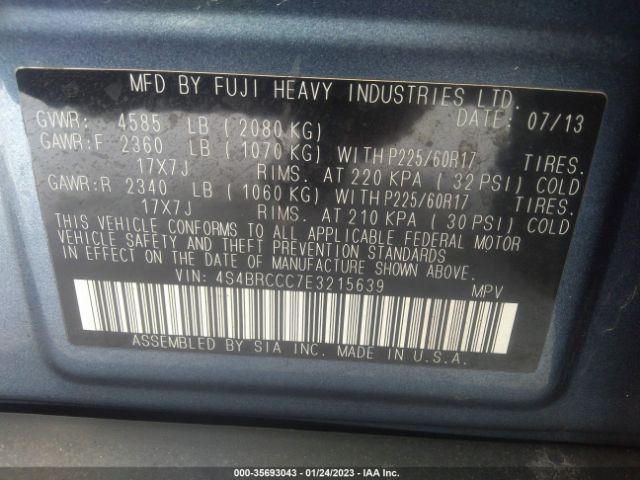 MFD BY FUJI HEAVY INDUSTRIES LTD.
GVWR: 4585 LB (2080 KG) DATE: 07/13
GAWR:F 2360 LB (1070 KG) WITH P225/60R17 TIRES.
17X7J RIMS. AT 220 KPA (32 PSI) COLD
GAWR:R 2340 LB (1060 KG) WITH P225/60R17 TIRES.
17X7J RIMS. AT 210 KPA (30 PSI) COLD
THIS VEHICLE CONFORMS TO ALL APPLICABLE FEDERAL MOTOR
VEHICLE SAFETY AND THEFT PREVENTION STANDARDS
IN EFFECT ON THE DATE OF MANUFACTURE SHOWN ABOVE.
VIN: 4S4BRCCC7E3215639 MPV
ASSEMBLED BY SIA INC. MADE IN U.S.A.
000-35693043 - 01/24/2023 - IAA Inc.